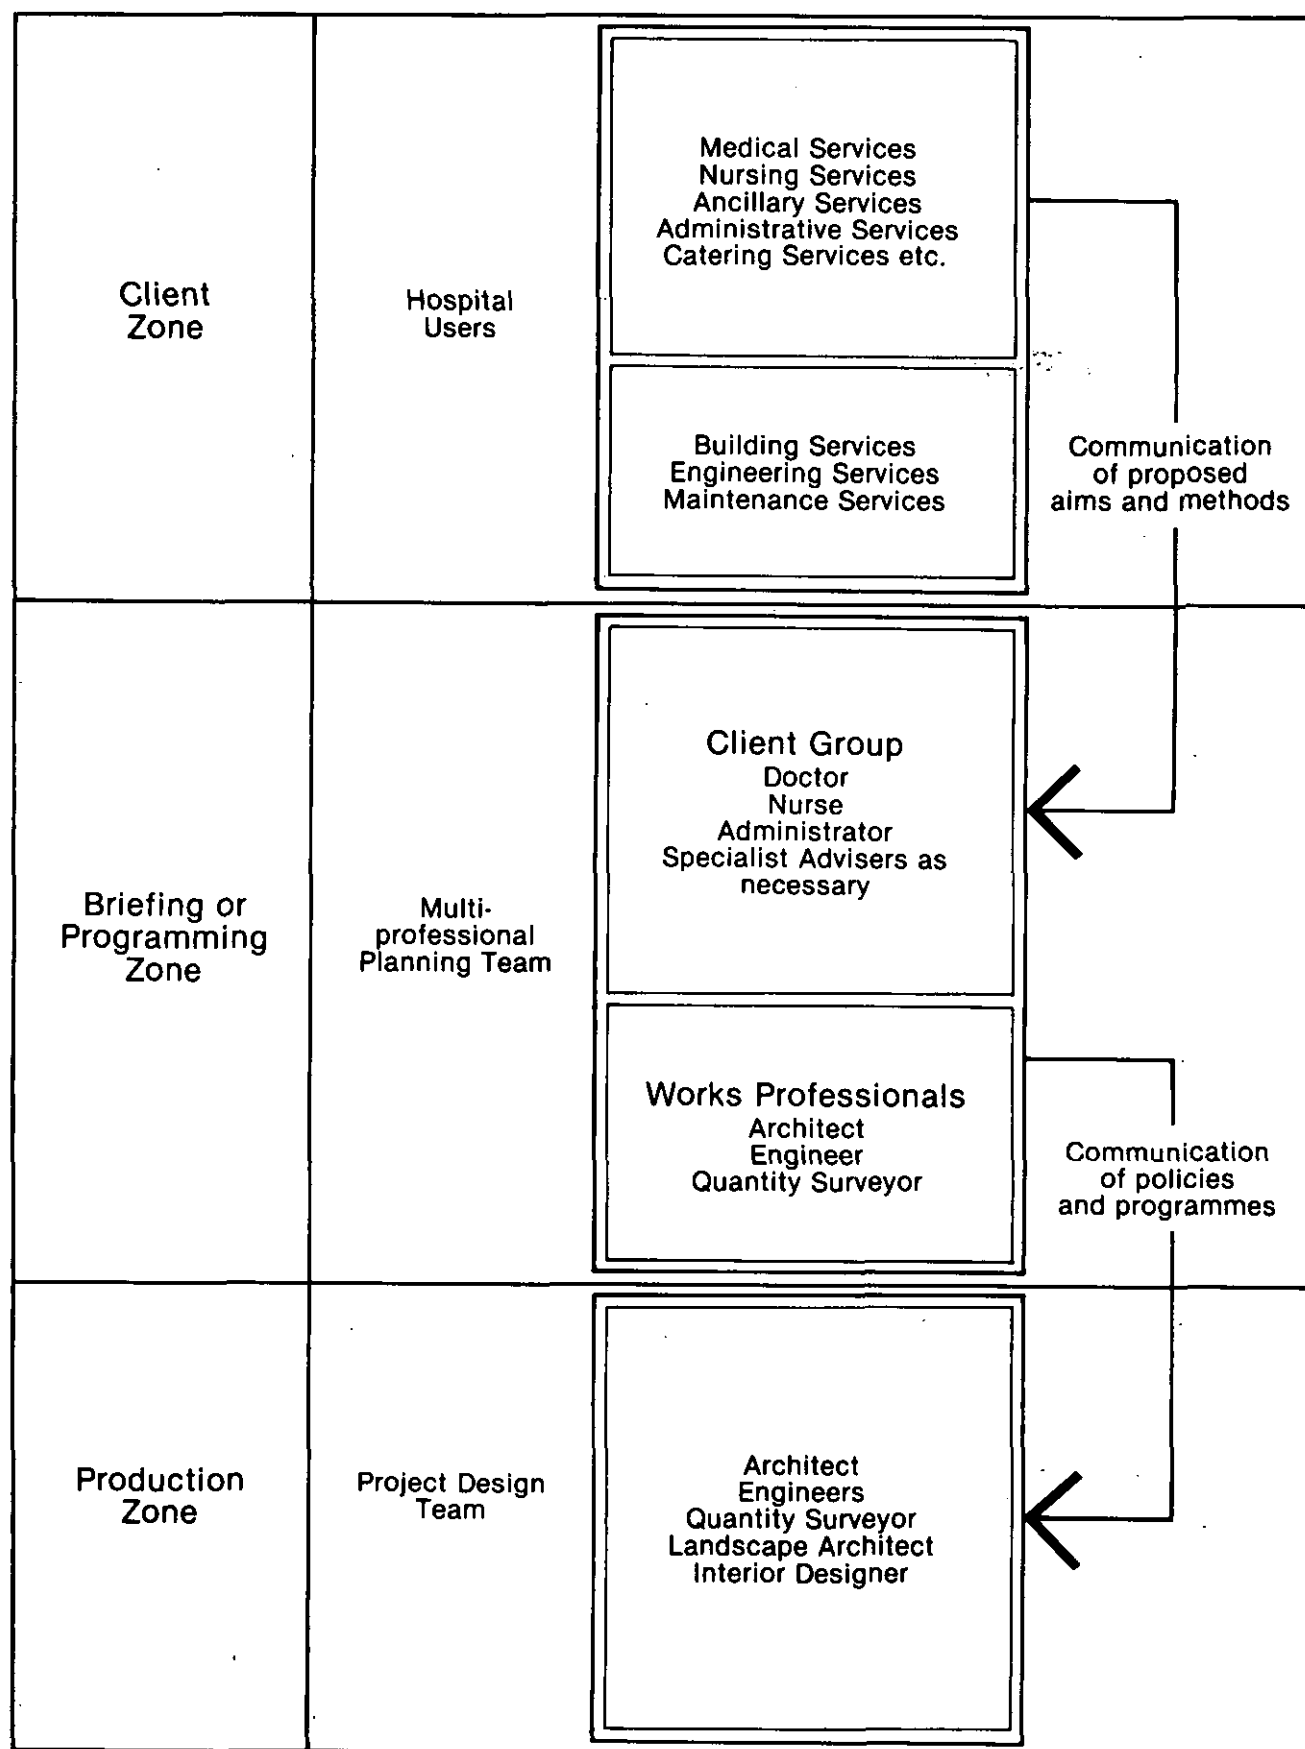 Client
Zone
Hospital
Users
Medical Services
Nursing Services
Ancillary Services
Administrative Services
Catering Services etc.
Building Services
Engineering Services
Maintenance Services
Communication
of proposed
aims and methods
Briefing or
Programming
Zone
Multi-
professional
Planning Team
Client Group
Doctor
Nurse
Administrator
Specialist Advisers as
necessary
Works Professionals
Architect
Engineer
Quantity Surveyor
Communication
of policies
and programmes
Production
Zone
Project Design
Team
Architect
Engineers
Quantity Surveyor
Landscape Architect
Interior Designer